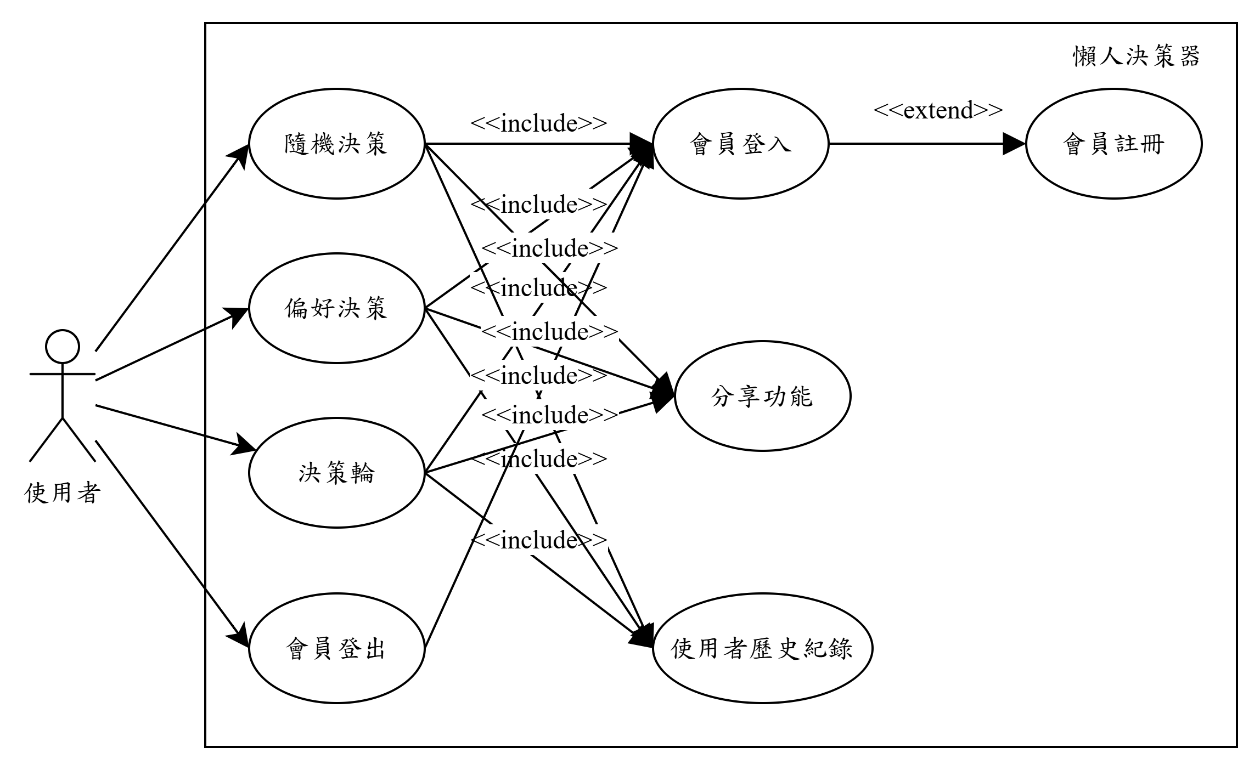 懶人決策器
隨機決策
<<include>>
會員登入
<<extend>>
會員註冊
<<include>>
<<include>>
<<include>>
偏好決策
<<include>>
<<include>>
分享功能
<<include>>
<<include>>
決策輪
使用者
<<include>>
會員登出
使用者歷史紀錄